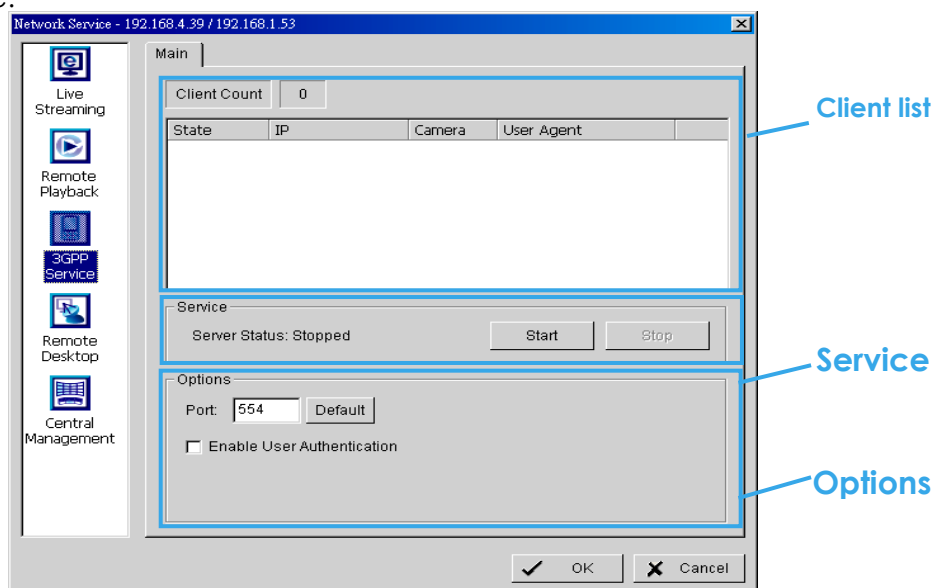 Network Service - 192.168.4.39 / 192.168.1.53
Main
Live
Streaming
Remote
Playback
3GPP
Service
Remote
Desktop
Central
Management
Client Count 0
State IP Camera User Agent
Client list
Service
Server Status: Stopped Start Stop
Service
Options
Port: 554 Default
Enable User Authentication
Options
OK Cancel